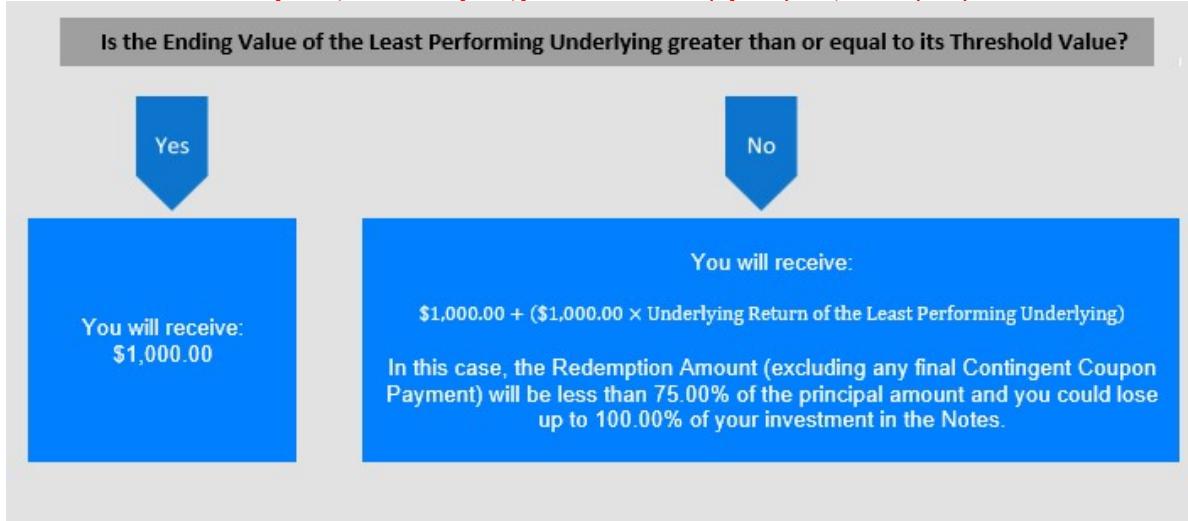 Is the Ending Value of the Least Performing Underlying greater than or equal to its Threshold Value?
Yes
No
You will receive:
$1,000.00
You will receive:
$1,000.00 + ($1,000.00 × Underlying Return of the Least Performing Underlying)
In this case, the Redemption Amount (excluding any final Contingent Coupon
Payment) will be less than 75.00% of the principal amount and you could lose
up to 100.00% of your investment in the Notes.